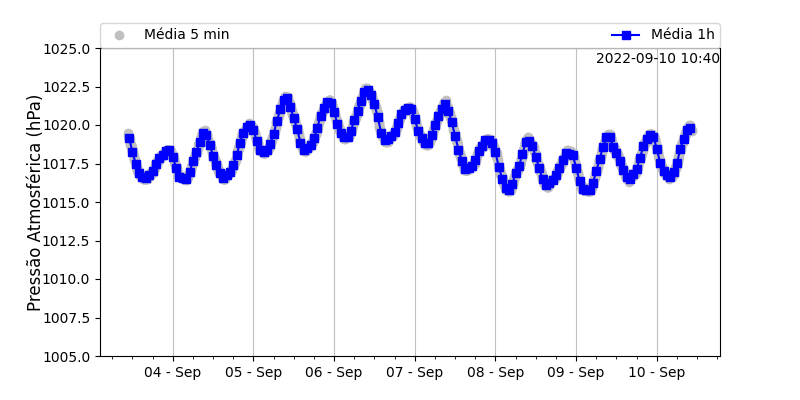 Média 5 min
Média 1h
2022-09-10 10:40
Pressão Atmosférica (hPa)
1025.0
1022.5
1020.0
1017.5
1015.0
1012.5
1010.0
1007.5
1005.0
04 - Sep
05 - Sep
06 - Sep
07 - Sep
08 - Sep
09 - Sep
10 - Sep